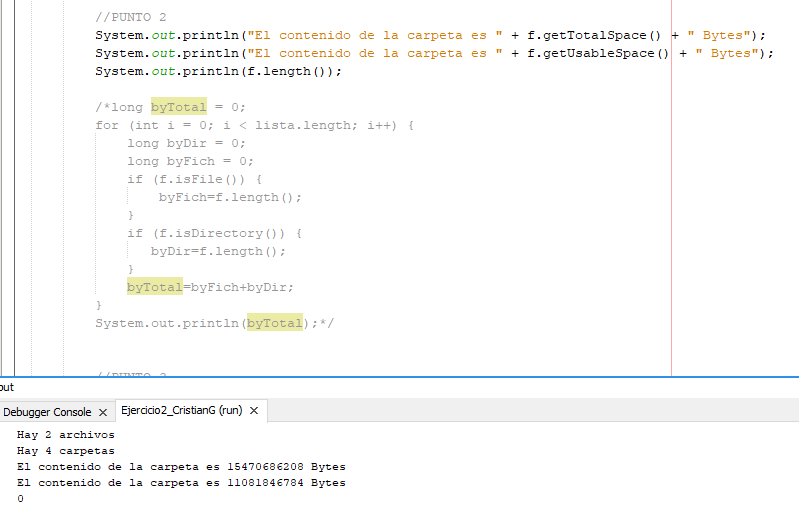 //PUNTO 2
System.out.println("El contenido de la carpeta es " + f.getTotalSpace() + " Bytes");
System.out.println("El contenido de la carpeta es " + f.getUsableSpace() + " Bytes");
System.out.println(f.length());
/*long byTotal = 0;
for (int i = 0; i < lista.length; i++) {
long byDir = 0;
long byFich = 0;
if (f.isFile()) {
byFich=f.length();
}
if (f.isDirectory()) {
byDir=f.length();
}
byTotal=byFich+byDir;
}
System.out.println(byTotal);*/
//PUNTO
put
Debugger Console × Ejercicio2_CristianG (run) ×
Hay 2 archivos
Hay 4 carpetas
El contenido de la carpeta es 15470686208 Bytes
El contenido de la carpeta es 11081846784 Bytes
0